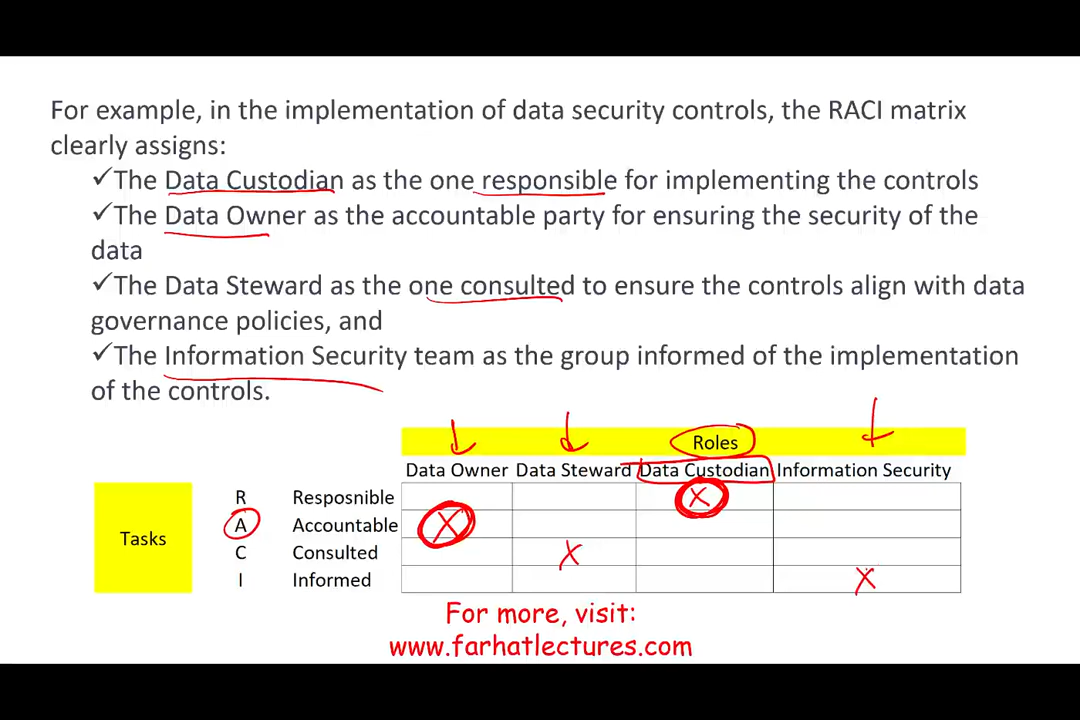 For example, in the implementation of data security controls, the RACI matrix
clearly assigns:
✓The Data Custodian as the one responsible for implementing the controls
✓The Data Owner as the accountable party for ensuring the security of the
data
✓The Data Steward as the one consulted to ensure the controls align with data
governance policies, and
✓The Information Security team as the group informed of the implementation
of the controls.
Roles
Data Owner Data Steward Data Custodian Information Security
R Resposnible X
Tasks A Accountable X
C Consulted X
I Informed X
For more, visit:
www.farhatlectures.com